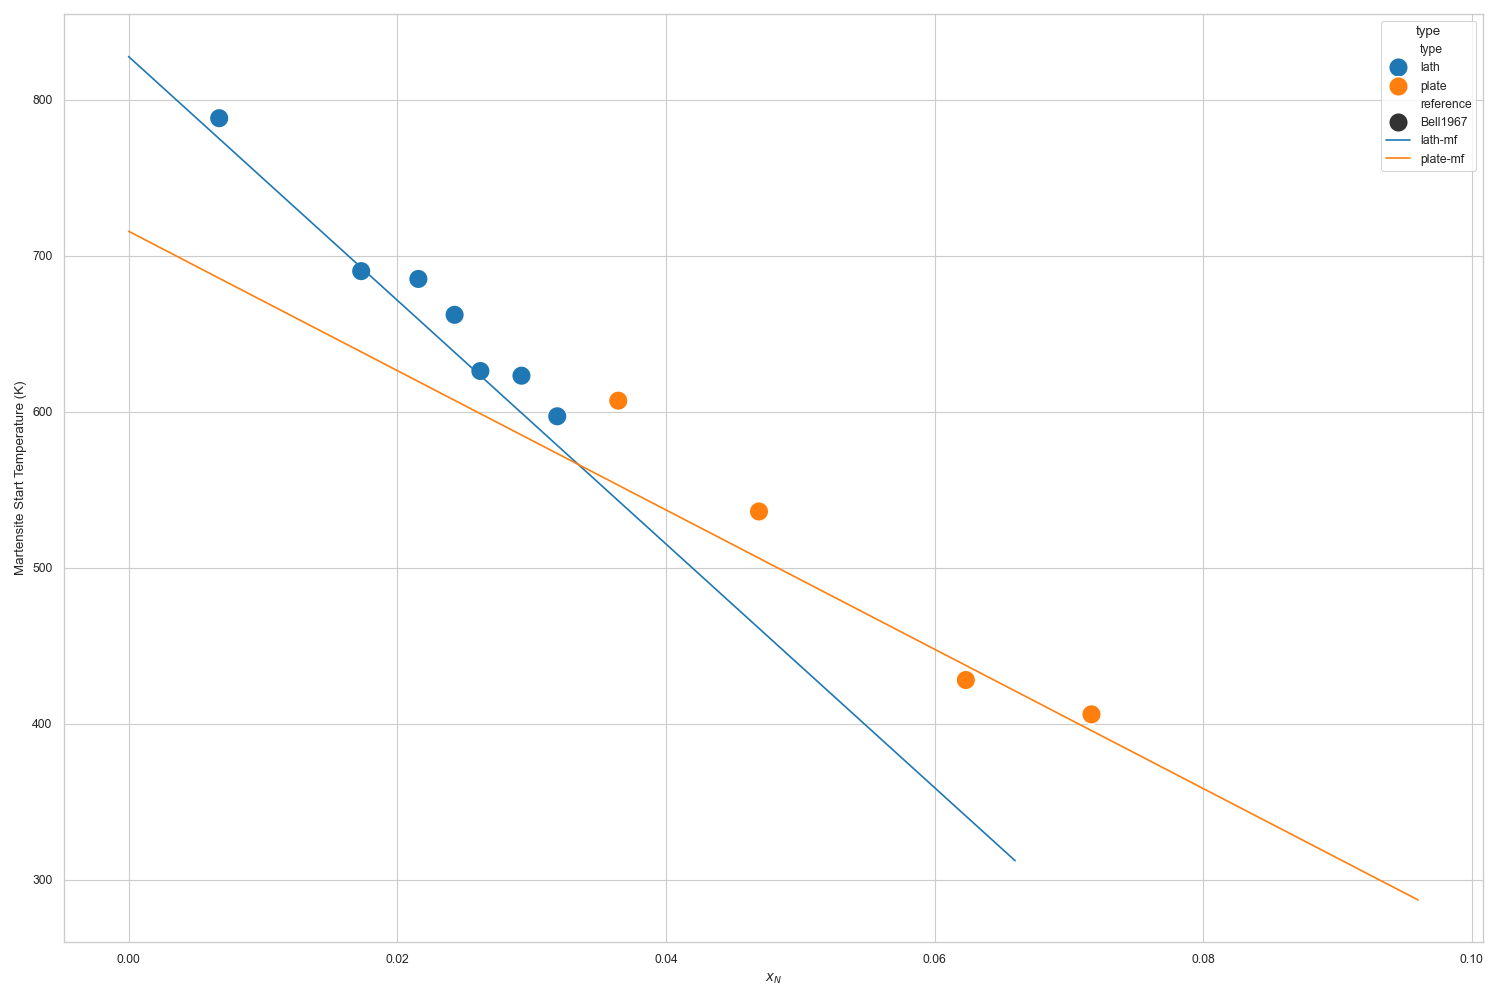 type
type
lath
plate
reference
Bell1967
lath-mf
plate-mf
800
700
600
500
400
300
Martensite Start Temperature (K)
0.00 0.02 0.04 0.06 0.08 0.10
x_N